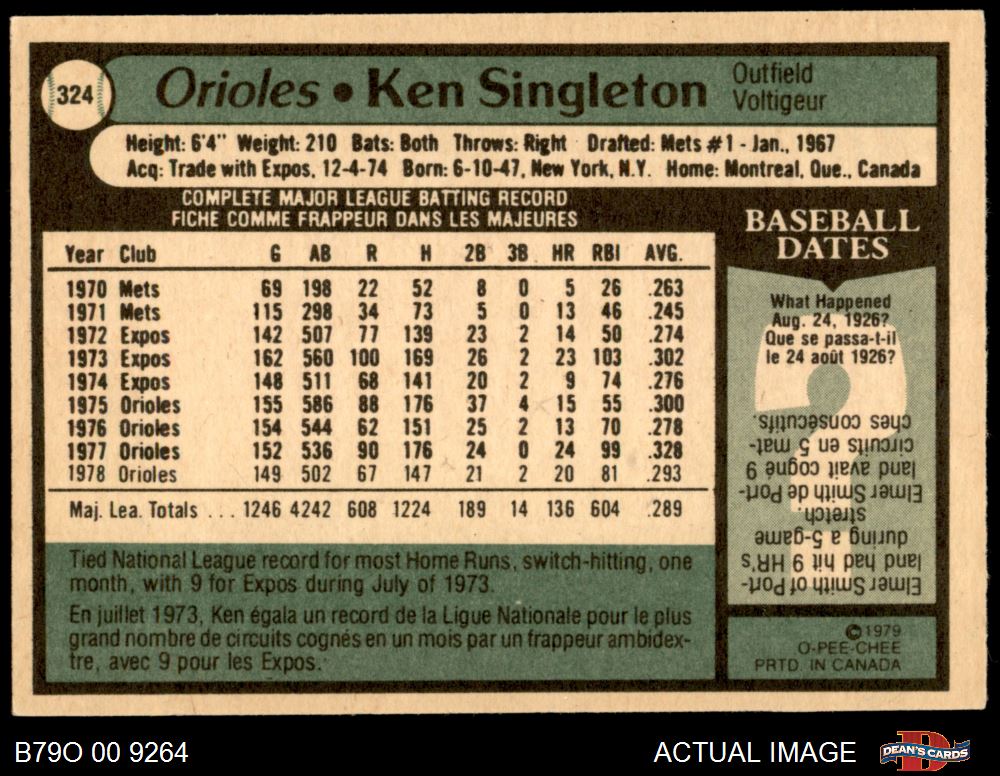 324
Orioles • Ken Singleton
Outfield
Voltigeur
Height: 6'4" Weight: 210 Bats: Both Throws: Right Drafted: Mets #1 - Jan., 1967
Acq: Trade with Expos, 12-4-74 Born: 6-10-47, New York, N.Y. Home: Montreal, Que., Canada
COMPLETE MAJOR LEAGUE BATTING RECORD
FICHE COMME FRAPPEUR DANS LES MAJEURES
Year Club G AB R H 2B 3B HR RBI AVG.
1970 Mets 69 198 22 52 8 0 5 26 .263
1971 Mets 115 298 34 73 5 0 13 46 .245
1972 Expos 142 507 77 139 23 2 14 50 .274
1973 Expos 162 560 100 169 26 2 23 103 .302
1974 Expos 148 511 68 141 20 2 9 74 .276
1975 Orioles 155 586 88 176 37 4 15 55 .300
1976 Orioles 154 544 62 151 25 2 13 70 .278
1977 Orioles 152 536 90 176 24 0 24 99 .328
1978 Orioles 149 502 67 147 21 2 20 81 .293
Maj. Lea. Totals ... 1246 4242 608 1224 189 14 136 604 .289
Tied National League record for most Home Runs, switch-hitting, one
month, with 9 for Expos during July of 1973.
En juillet 1973, Ken égala un record de la Ligue Nationale pour le plus
grand nombre de circuits cognés en un mois par un frappeur ambidex-
tre, avec 9 pour les Expos.
BASEBALL
DATES
What Happened
Aug. 24, 1926?
Que se passa-t-il
le 24 août 1926?
Elmer Smith of Port-
land had hit 9 HR's
during a 5-game
stretch.
Elmer Smith de Port-
land avait cogné 9
circuits en 5 mat-
ches consécutifs.
©1979
O-PEE-CHEE
PRTD. IN CANADA
B79O 00 9264
ACTUAL IMAGE
D
DEAN'S CARDS